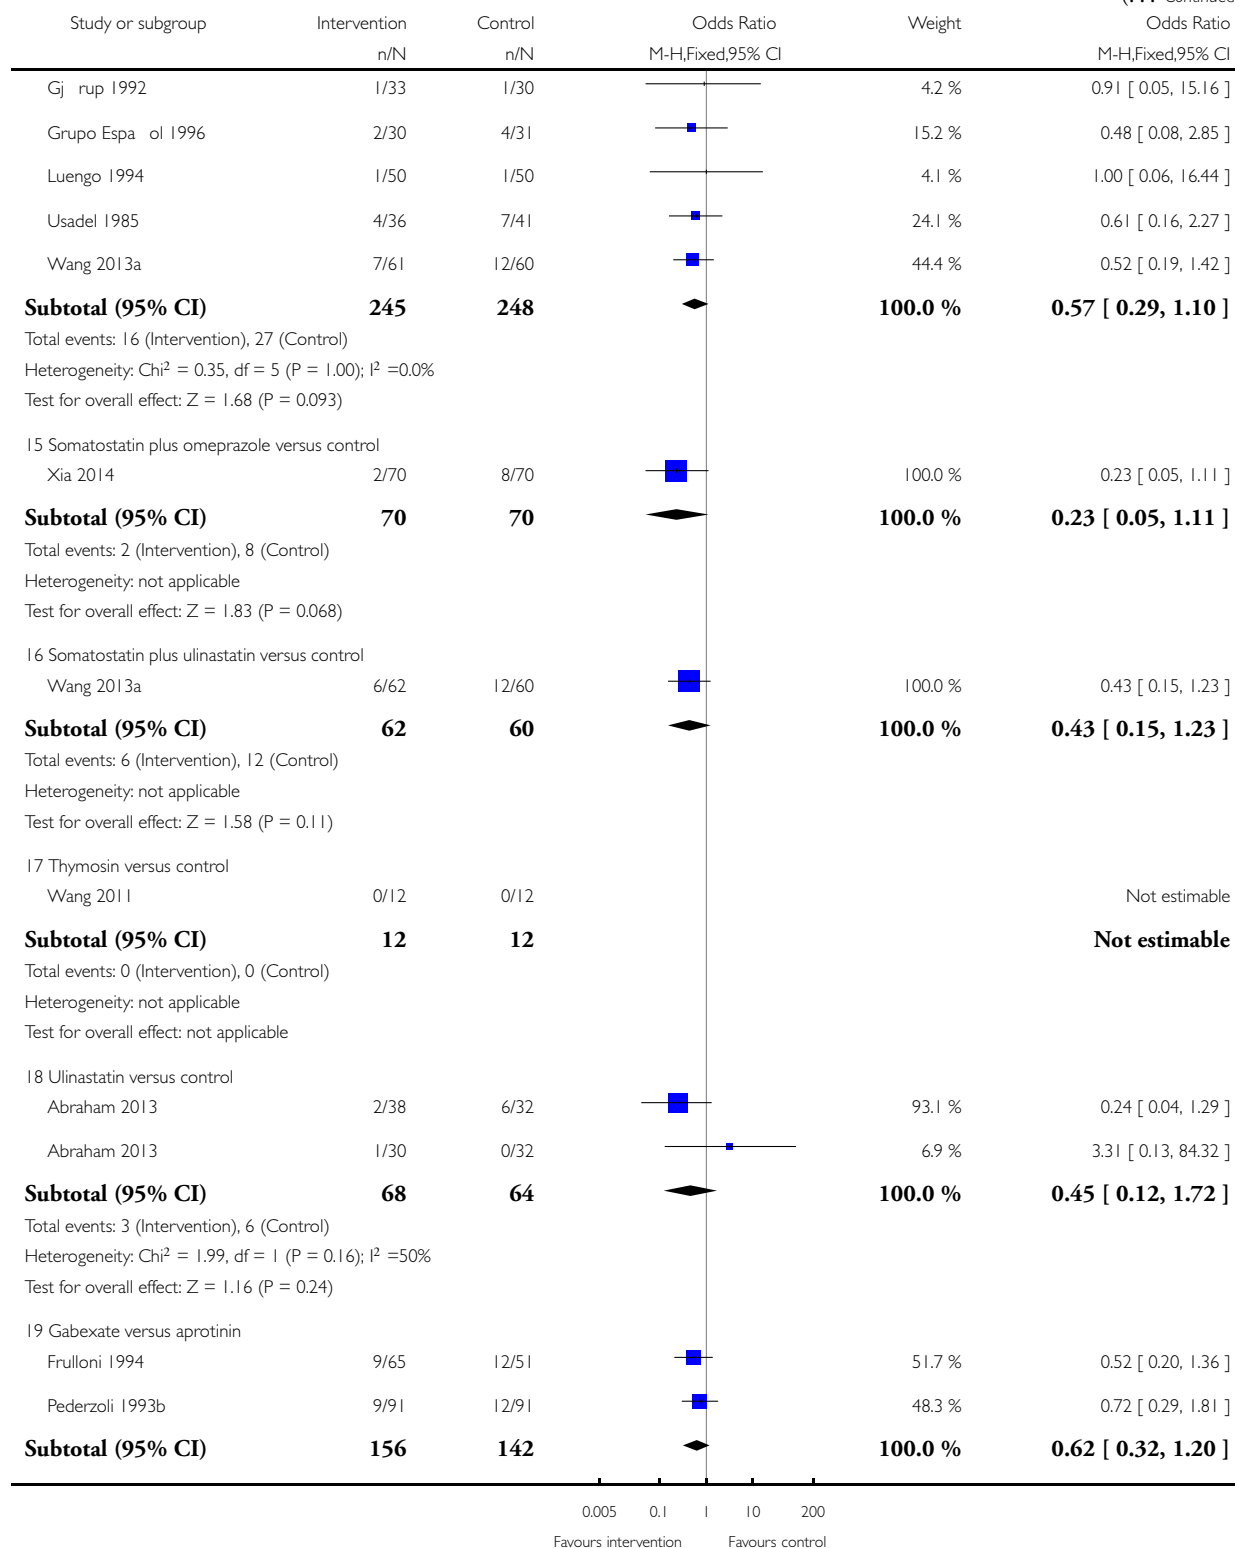 Study or subgroup Intervention Control Odds Ratio Weight Odds Ratio
n/N n/N M-H,Fixed,95% CI M-H,Fixed,95% CI
Gj rup 1992 1/33 1/30 4.2 % 0.91 [ 0.05, 15.16 ]
Grupo Espa ol 1996 2/30 4/31 15.2 % 0.48 [ 0.08, 2.85 ]
Luengo 1994 1/50 1/50 4.1 % 1.00 [ 0.06, 16.44 ]
Usadel 1985 4/36 7/41 24.1 % 0.61 [ 0.16, 2.27 ]
Wang 2013a 7/61 12/60 44.4 % 0.52 [ 0.19, 1.42 ]
Subtotal (95% CI) 245 248 100.0 % 0.57 [ 0.29, 1.10 ]
Total events: 16 (Intervention), 27 (Control)
Heterogeneity: Chi² = 0.35, df = 5 (P = 1.00); I² =0.0%
Test for overall effect: Z = 1.68 (P = 0.093)
15 Somatostatin plus omeprazole versus control
Xia 2014 2/70 8/70 100.0 % 0.23 [ 0.05, 1.11 ]
Subtotal (95% CI) 70 70 100.0 % 0.23 [ 0.05, 1.11 ]
Total events: 2 (Intervention), 8 (Control)
Heterogeneity: not applicable
Test for overall effect: Z = 1.83 (P = 0.068)
16 Somatostatin plus ulinastatin versus control
Wang 2013a 6/62 12/60 100.0 % 0.43 [ 0.15, 1.23 ]
Subtotal (95% CI) 62 60 100.0 % 0.43 [ 0.15, 1.23 ]
Total events: 6 (Intervention), 12 (Control)
Heterogeneity: not applicable
Test for overall effect: Z = 1.58 (P = 0.11)
17 Thymosin versus control
Wang 2011 0/12 0/12 Not estimable
Subtotal (95% CI) 12 12 Not estimable
Total events: 0 (Intervention), 0 (Control)
Heterogeneity: not applicable
Test for overall effect: not applicable
18 Ulinastatin versus control
Abraham 2013 2/38 6/32 93.1 % 0.24 [ 0.04, 1.29 ]
Abraham 2013 1/30 0/32 6.9 % 3.31 [ 0.13, 84.32 ]
Subtotal (95% CI) 68 64 100.0 % 0.45 [ 0.12, 1.72 ]
Total events: 3 (Intervention), 6 (Control)
Heterogeneity: Chi² = 1.99, df = 1 (P = 0.16); I² =50%
Test for overall effect: Z = 1.16 (P = 0.24)
19 Gabexate versus aprotinin
Frulloni 1994 9/65 12/51 51.7 % 0.52 [ 0.20, 1.36 ]
Pederzoli 1993b 9/91 12/91 48.3 % 0.72 [ 0.29, 1.81 ]
Subtotal (95% CI) 156 142 100.0 % 0.62 [ 0.32, 1.20 ]
0.005 0.1 1 10 200
Favours intervention Favours control